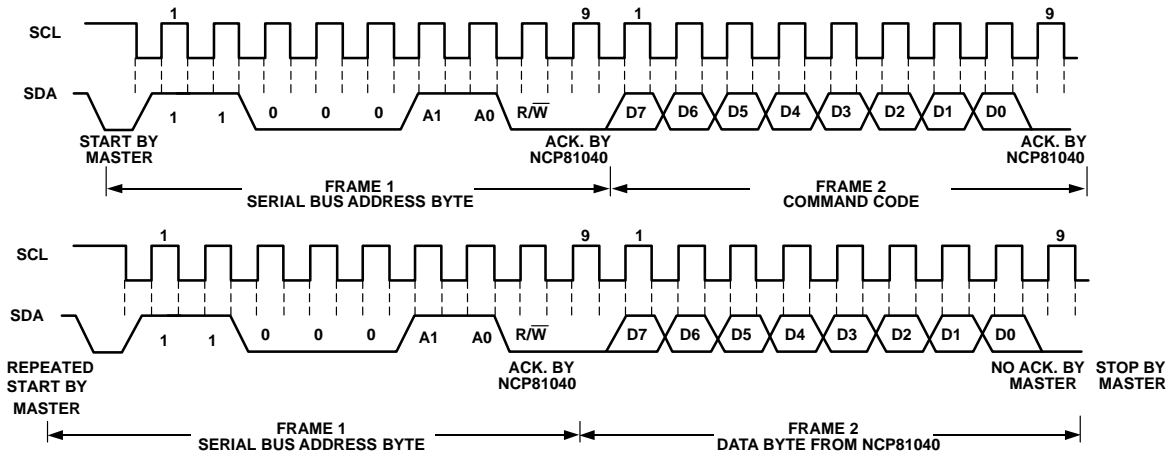 1 9 1 9
SCL
SDA
1 1 0 0 0 A1 A0 R/W̅ D7 D6 D5 D4 D3 D2 D1 D0
START BY
MASTER
ACK. BY
NCP81040
ACK. BY
NCP81040
FRAME 1
SERIAL BUS ADDRESS BYTE
FRAME 2
COMMAND CODE
1 9 1 9
SCL
SDA
1 1 0 0 0 A1 A0 R/W̅ D7 D6 D5 D4 D3 D2 D1 D0
REPEATED
START BY
MASTER
ACK. BY
NCP81040
NO ACK. BY
MASTER
STOP BY
MASTER
FRAME 1
SERIAL BUS ADDRESS BYTE
FRAME 2
DATA BYTE FROM NCP81040